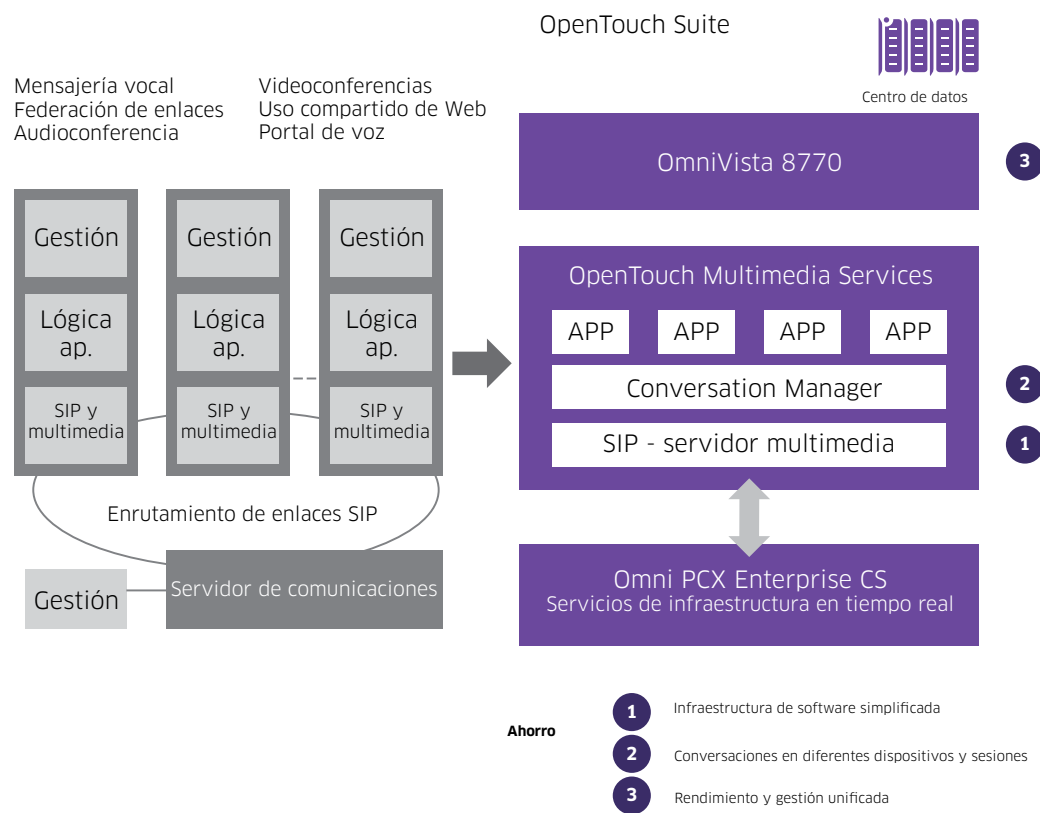 OpenTouch Suite
Centro de datos
Mensajería vocal
Federación de enlaces
Audioconferencia
Videoconferencias
Uso compartido de Web
Portal de voz
Gestión
Lógica
ap.
SIP y
multimedia
Gestión
Lógica
ap.
SIP y
multimedia
Gestión
Lógica
ap.
SIP y
multimedia
Enrutamiento de enlaces SIP
Gestión
Servidor de comunicaciones
OmniVista 8770
3
OpenTouch Multimedia Services
APP APP APP APP
Conversation Manager
2
SIP - servidor multimedia
1
Omni PCX Enterprise CS
Servicios de infraestructura en tiempo real
Ahorro
1 Infraestructura de software simplificada
2 Conversaciones en diferentes dispositivos y sesiones
3 Rendimiento y gestión unificada